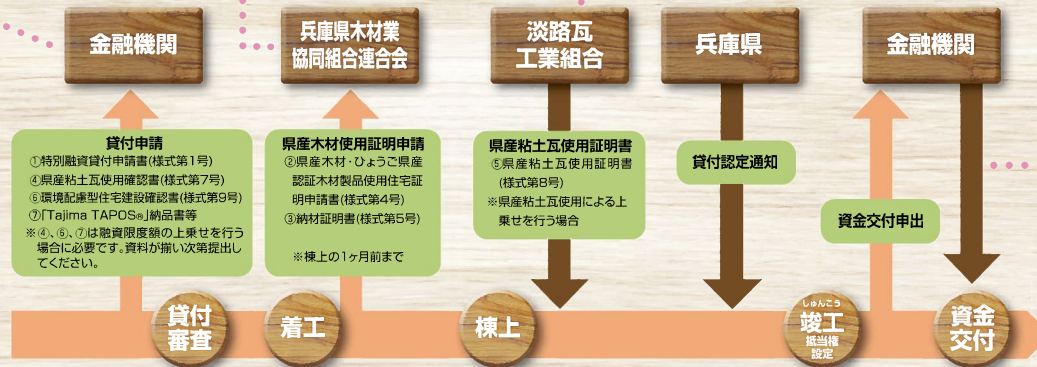 金融機関
兵庫県木材業
協同組合連合会
淡路瓦
工業組合
兵庫県
金融機関
貸付申請
①特別融資貸付申請書(様式第1号)
④県産粘土瓦使用確認書(様式第7号)
⑥環境配慮型住宅建設確認書(様式第9号)
⑦「Tajima TAPOS®」納品書等
※④、⑥、⑦は融資限度額の上乗せを行う
場合に必要です。資料が揃い次第提出し
てください。
県産木材使用証明申請
②県産木材・ひょうご県産
認証木材製品使用住宅証
明申請書(様式第4号)
③納材証明書(様式第5号)
※棟上の1ヶ月前まで
県産粘土瓦使用証明書
⑤県産粘土瓦使用証明書
(様式第8号)
※県産粘土瓦使用による上
乗せを行う場合
貸付認定通知
資金交付申出
貸付
審査
着工
棟上
しゅんこう
竣工
抵当権
設定
資金
交付